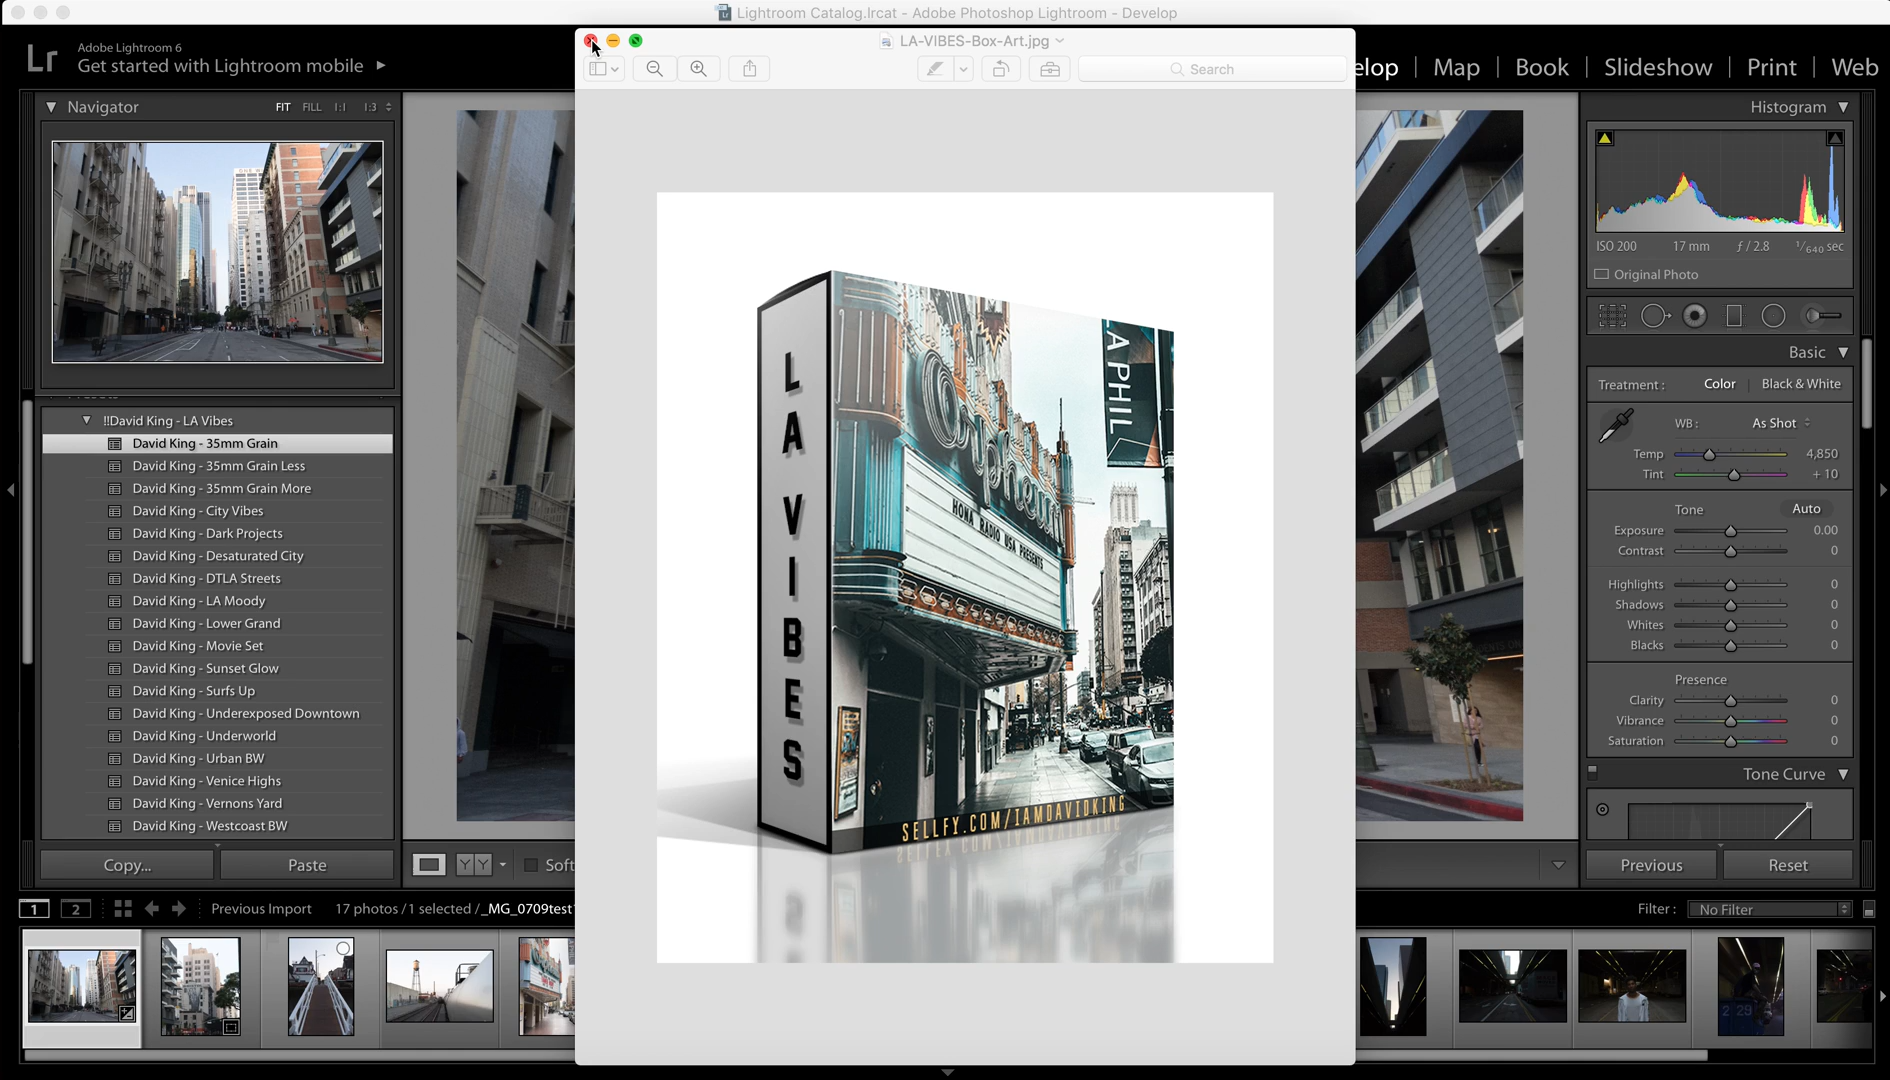 Lightroom Catalog.lrcat - Adobe Photoshop Lightroom - Develop
Lr
Adobe Lightroom 6
Get started with Lightroom mobile
LA-VIBES-Box-Art.jpg
Search
elop | Map | Book | Slideshow | Print | Web
Navigator
FIT FILL 1:1 1:3
!!David King - LA Vibes
David King - 35mm Grain
David King - 35mm Grain Less
David King - 35mm Grain More
David King - City Vibes
David King - Dark Projects
David King - Desaturated City
David King - DTLA Streets
David King - LA Moody
David King - Lower Grand
David King - Movie Set
David King - Sunset Glow
David King - Surfs Up
David King - Underexposed Downtown
David King - Underworld
David King - Urban BW
David King - Venice Highs
David King - Vernons Yard
David King - Westcoast BW
Copy...
Paste
LA VIBES
Orpheum
HONA RADIO USA PRESENTS
A PHIL
SELLFY.COM/IAMDAVIDKING
Histogram
ISO 200 17 mm ƒ / 2.8 1/640 sec
Original Photo
Basic
Treatment : Color | Black & White
WB : As Shot
Temp 4,850
Tint + 10
Tone Auto
Exposure 0.00
Contrast 0
Highlights 0
Shadows 0
Whites 0
Blacks 0
Presence
Clarity 0
Vibrance 0
Saturation 0
Tone Curve
Soft
Previous
Reset
1 2 Previous Import 17 photos / 1 selected / _MG_0709test
Filter : No Filter